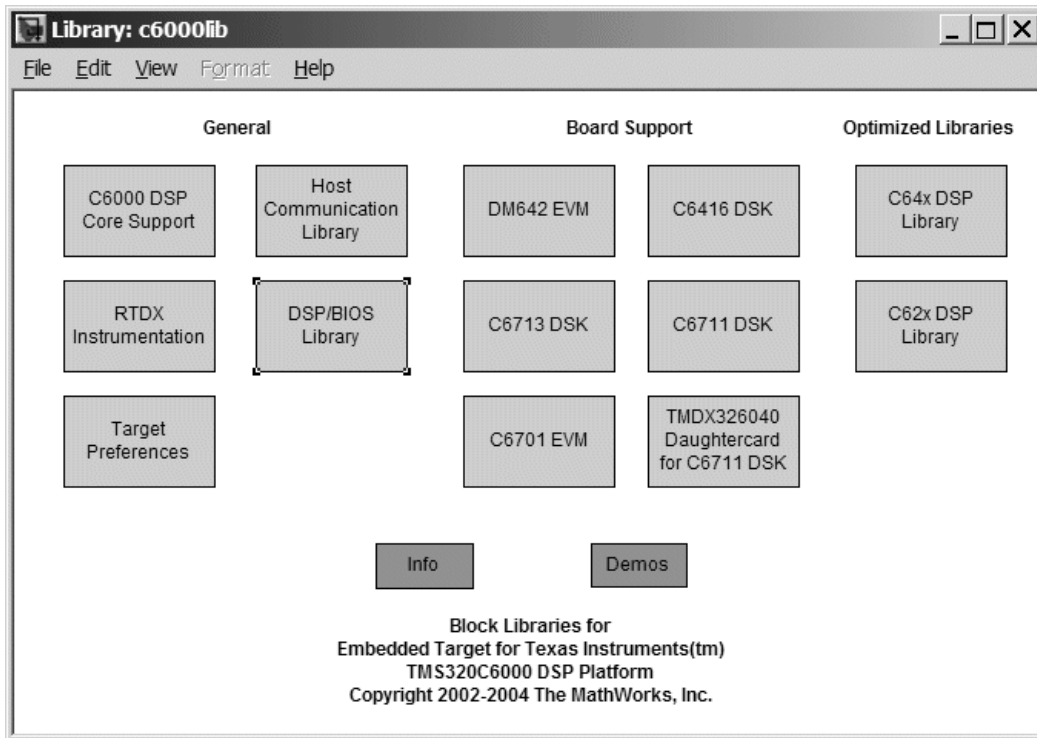 Library: c6000lib
File Edit View Format Help
General
Board Support
Optimized Libraries
C6000 DSP
Core Support
Host
Communication
Library
DM642 EVM
C6416 DSK
C64x DSP
Library
RTDX
Instrumentation
DSP/BIOS
Library
C6713 DSK
C6711 DSK
C62x DSP
Library
Target
Preferences
C6701 EVM
TMDX326040
Daughtercard
for C6711 DSK
Info
Demos
Block Libraries for
Embedded Target for Texas Instruments(tm)
TMS320C6000 DSP Platform
Copyright 2002-2004 The MathWorks, Inc.